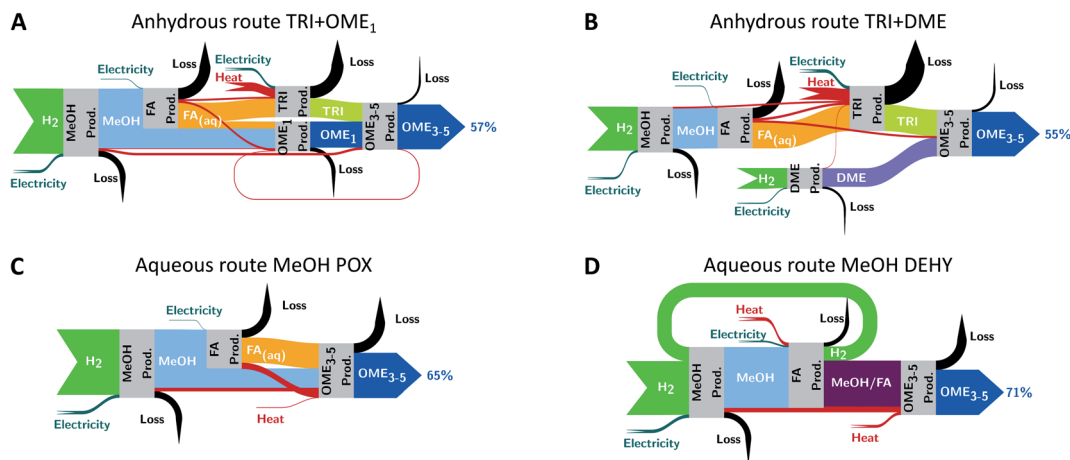 A
Anhydrous route TRI+OME1
Electricity
Loss
Electricity
Heat
Loss
Loss
H2
MeOH
Prod.
MeOH
FA
Prod.
FA(aq)
TRI
Prod.
TRI
OME1
Prod.
OME1
OME3-5
Prod.
OME3-5
57%
Electricity
Loss
Loss
B
Anhydrous route TRI+DME
Electricity
Loss
Electricity
Heat
Loss
Loss
H2
MeOH
Prod.
MeOH
FA
Prod.
FA(aq)
TRI
Prod.
TRI
OME3-5
Prod.
OME3-5
55%
Electricity
Loss
H2
DME
Prod.
DME
Electricity
Loss
C
Aqueous route MeOH POX
Electricity
Loss
Loss
H2
MeOH
Prod.
MeOH
FA
Prod.
FA(aq)
OME3-5
Prod.
OME3-5
65%
Electricity
Loss
Heat
D
Aqueous route MeOH DEHY
Heat
Electricity
Loss
Loss
H2
MeOH
Prod.
MeOH
FA
Prod.
H2
MeOH/FA
OME3-5
Prod.
OME3-5
71%
Electricity
Loss
Heat